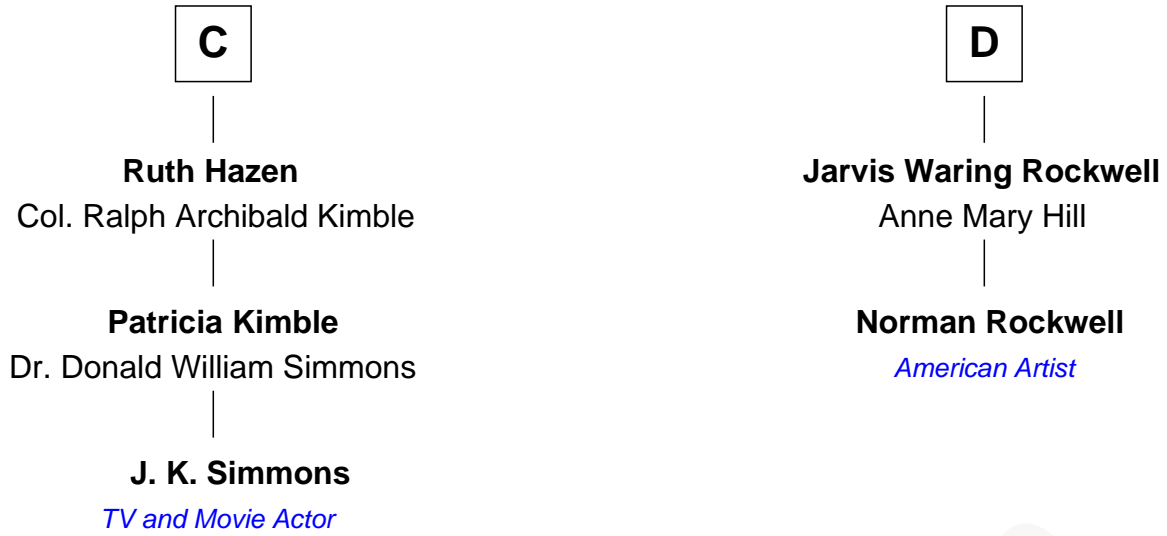 C
Ruth Hazen
Col. Ralph Archibald Kimble
Patricia Kimble
Dr. Donald William Simmons
J. K. Simmons
TV and Movie Actor
D
Jarvis Waring Rockwell
Anne Mary Hill
Norman Rockwell
American Artist